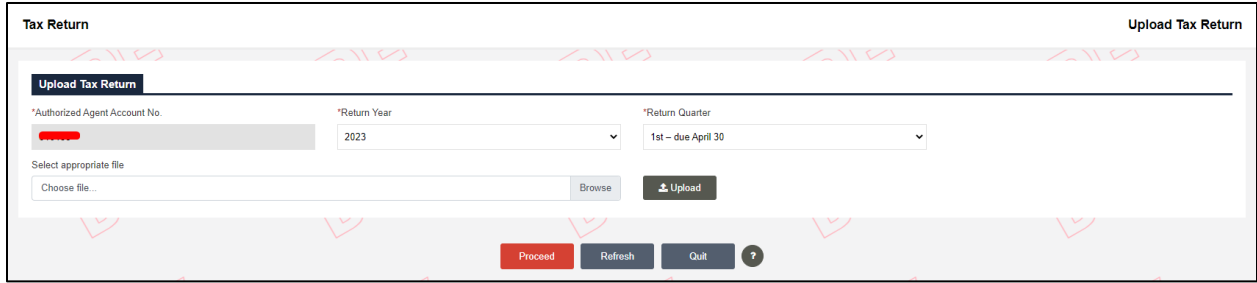 Tax Return
Upload Tax Return
Upload Tax Return
*Authorized Agent Account No.
*Return Year
*Return Quarter
2023
1st – due April 30
Select appropriate file
Choose file...
Browse
Upload
Proceed
Refresh
Quit
?